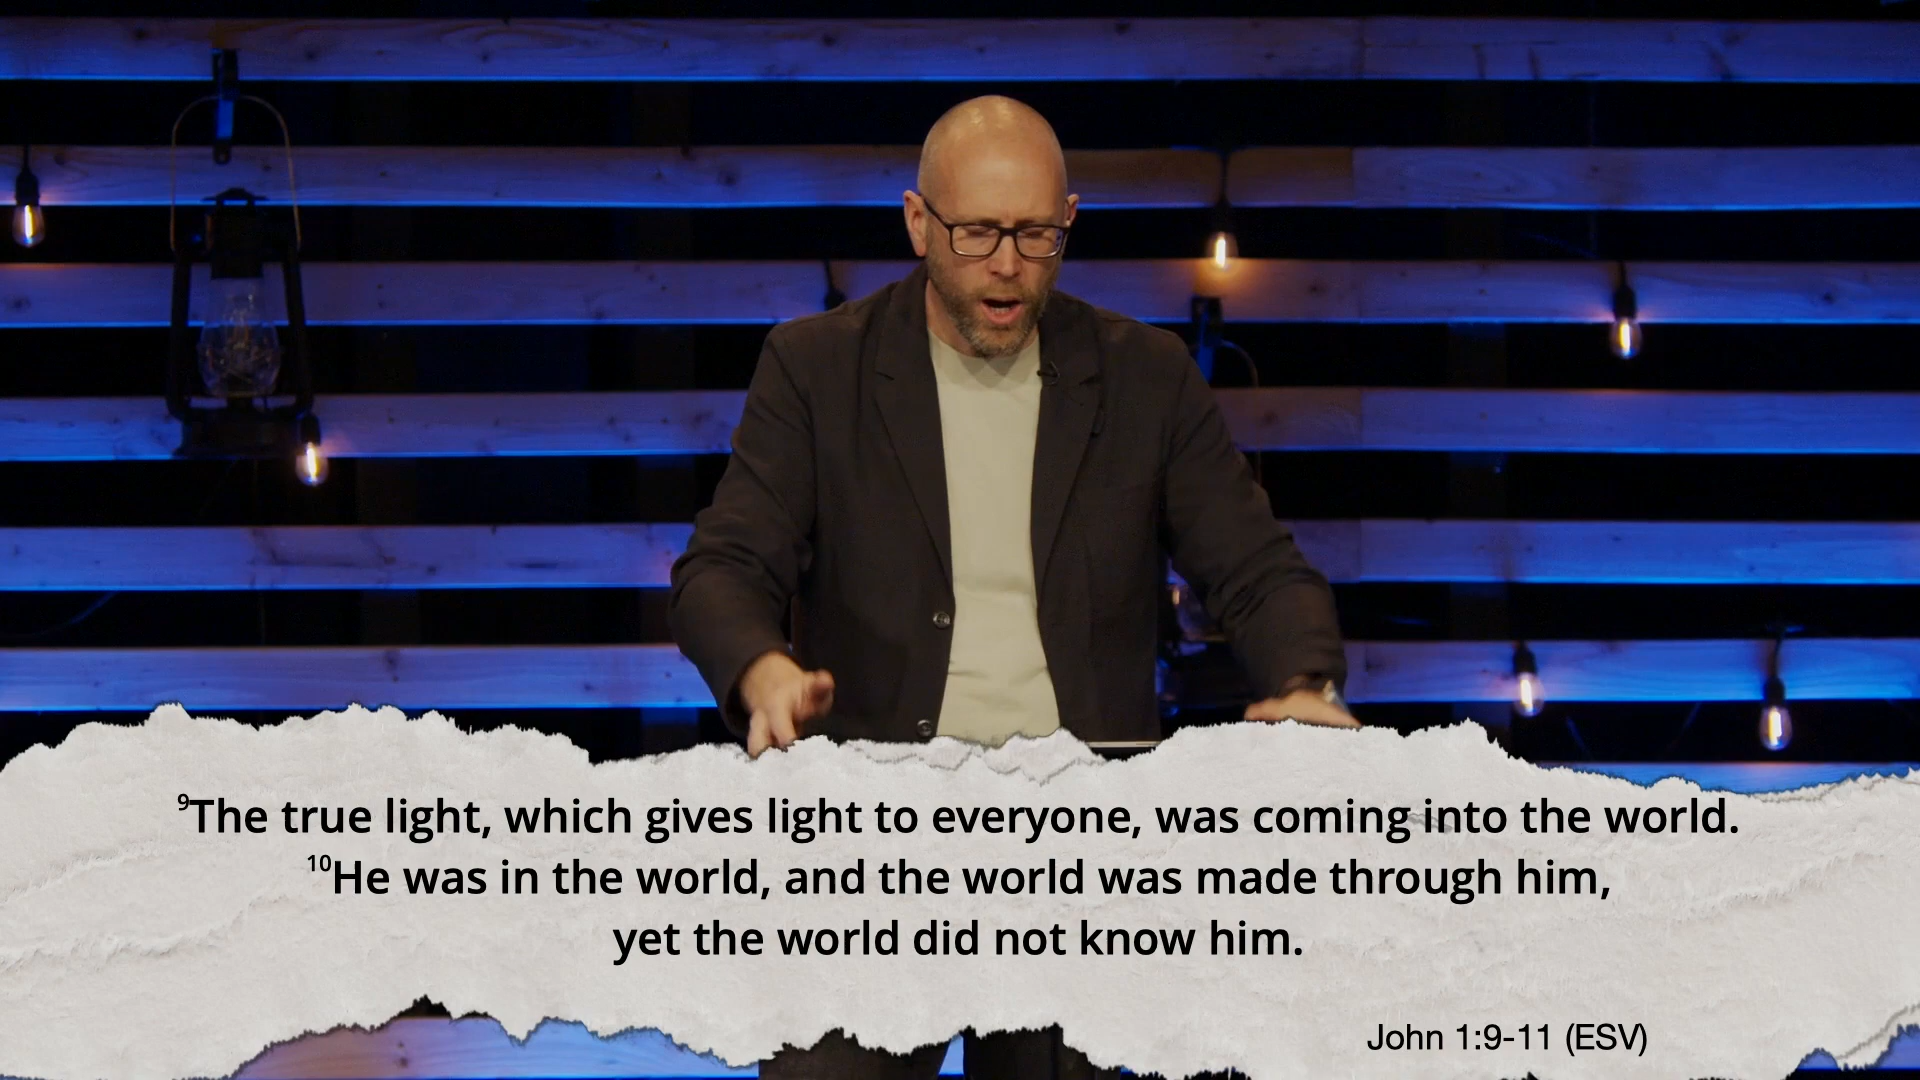 ⁹The true light, which gives light to everyone, was coming into the world.
¹⁰He was in the world, and the world was made through him,
yet the world did not know him.
John 1:9-11 (ESV)